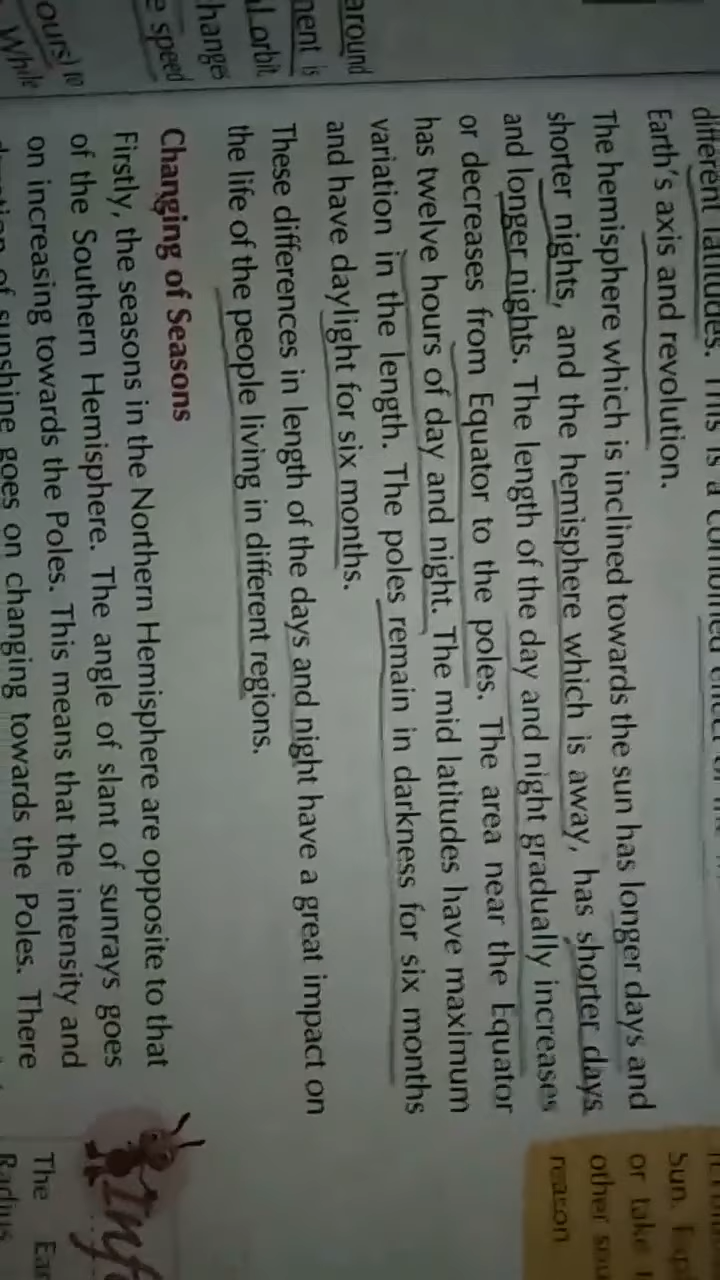 around
ment is
al orbit.
changes
e speed
ours) to
While
different latitudes. This is a combined effect of
Earth's axis and revolution.
The hemisphere which is inclined towards the sun has longer days and
shorter nights, and the hemisphere which is away, has shorter days
and longer nights. The length of the day and night gradually increases
or decreases from Equator to the poles. The area near the Equator
has twelve hours of day and night. The mid latitudes have maximum
variation in the length. The poles remain in darkness for six months
and have daylight for six months.
These differences in length of the days and night have a great impact on
the life of the people living in different regions.
Changing of Seasons
Firstly, the seasons in the Northern Hemisphere are opposite to that
of the Southern Hemisphere. The angle of slant of sunrays goes
on increasing towards the Poles. This means that the intensity and
duration of sunshine goes on changing towards the Poles. There
Sun.
or take
other
reason
Inf
The Ear
Radius